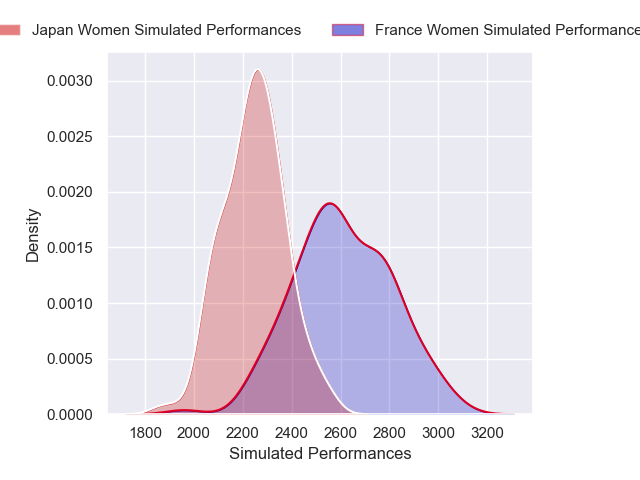 Japan Women Simulated Performances France Women Simulated Performance
0.0030
0.0025
0.0020
0.0015
0.0010
0.0005
0.0000
Density
1800 2000 2200 2400 2600 2800 3000 3200
Simulated Performances